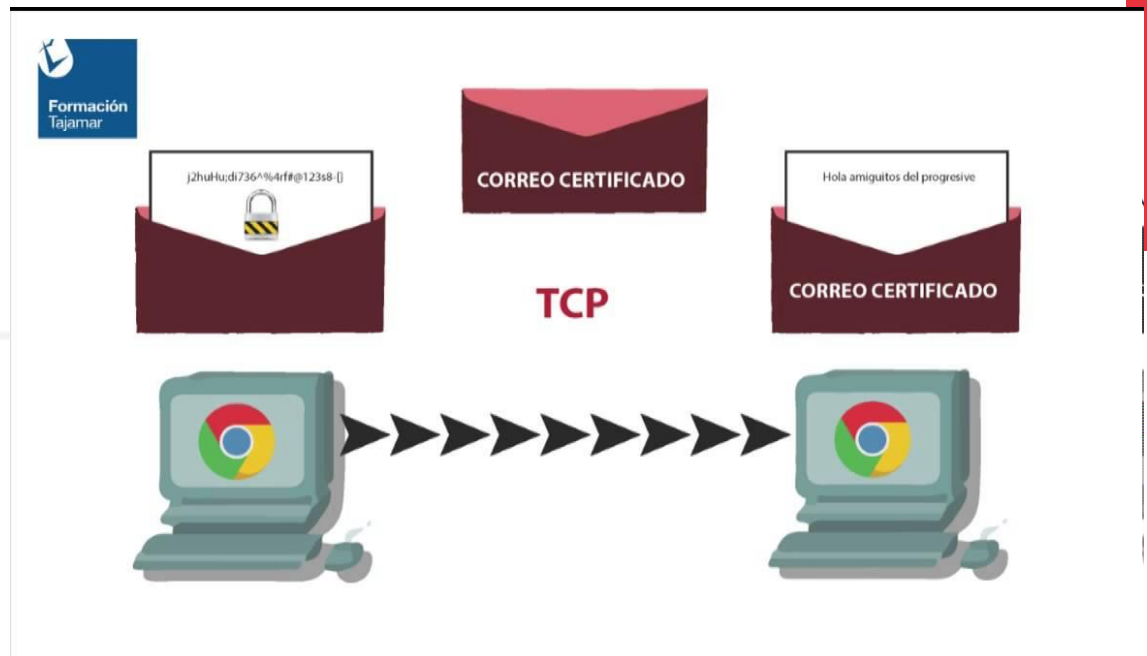 Formación
Tajamar
j2huHu;di736^%4rf#@123s8-[}
CORREO CERTIFICADO
Hola amiguitos del progresive
CORREO CERTIFICADO
TCP